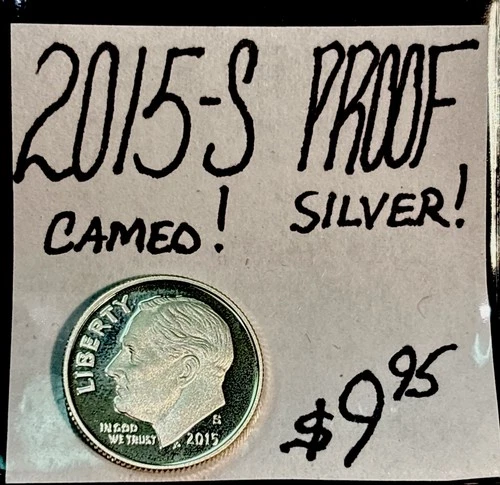 2015-S PROOF
CAMEO! SILVER!
LIBERTY
IN GOD
WE TRUST
S
2015
$9.95